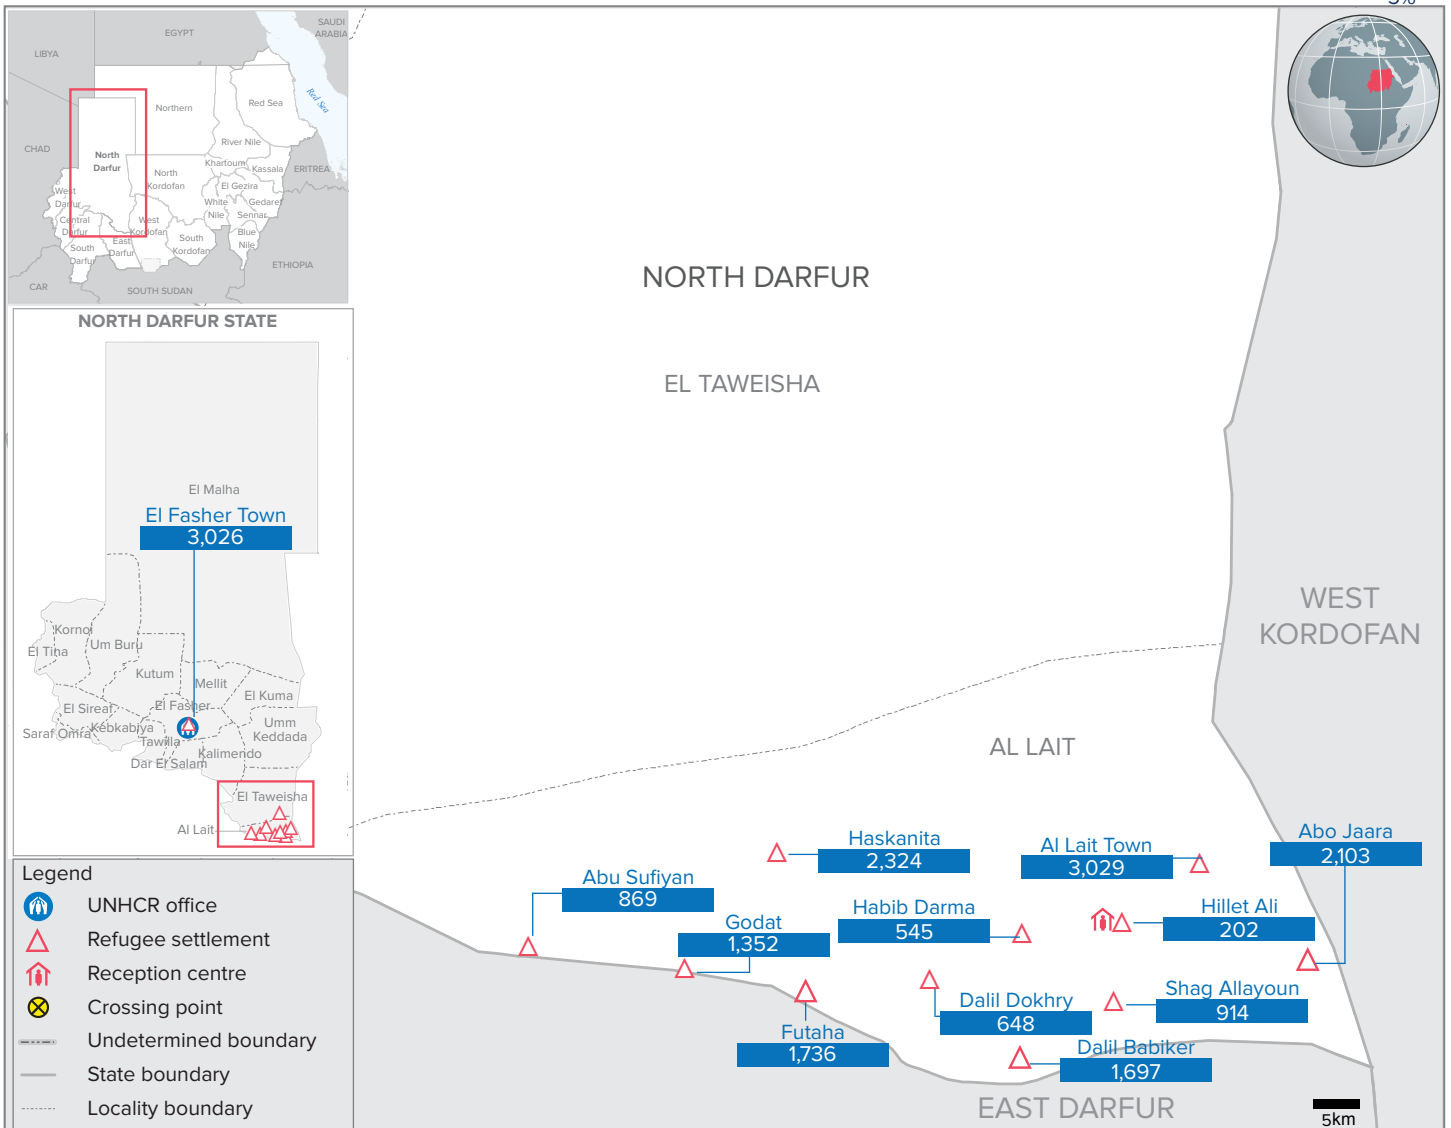 5%
EGYPT
SAUDI
ARABIA
LIBYA
Red Sea
Northern
Red Sea
River Nile
CHAD
North
Darfur
Khartoum
Kassala
ERITREA
North
Kordofan
El Gezira
West
Darfur
White
Nile
Gedaref
Sennar
Central
Darfur
West
Kordofan
South
Kordofan
Blue
Nile
East
Darfur
South
Darfur
ETHIOPIA
CAR
SOUTH SUDAN
NORTH DARFUR STATE
El Malha
El Fasher Town
3,026
Kornoi
El Tina
Um Buru
Kutum
Mellit
El Kuma
El Sireaf
El Fasher
Saraf Omra
Kebkabiya
Tawilla
Umm
Keddada
Kalimendo
Dar El Salam
El Taweisha
Al Lait
Legend
UNHCR office
Refugee settlement
Reception centre
Crossing point
Undetermined boundary
State boundary
Locality boundary
NORTH DARFUR
EL TAWEISHA
WEST
KORDOFAN
AL LAIT
Haskanita
2,324
Al Lait Town
3,029
Abo Jaara
2,103
Abu Sufiyan
869
Godat
1,352
Habib Darma
545
Hillet Ali
202
Dalil Dokhry
648
Shag Allayoun
914
Futaha
1,736
Dalil Babiker
1,697
EAST DARFUR
5km